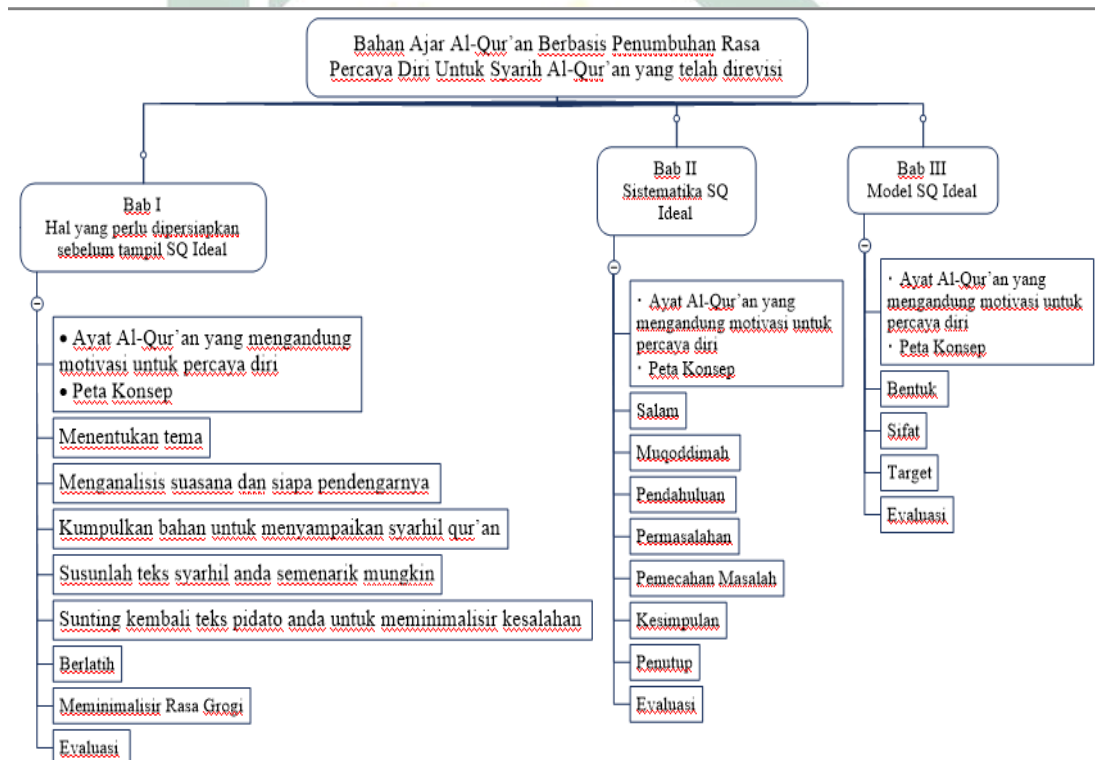 Bahan Ajar Al-Qur'an Berbasis Penumbuhan Rasa
Percaya Diri Untuk Syarih Al-Qur'an yang telah direvisi
Bab I
Hal yang perlu dipersiapkan
sebelum tampil SQ Ideal
• Ayat Al-Qur'an yang mengandung
motivasi untuk percaya diri
• Peta Konsep
Menentukan tema
Menganalisis suasana dan siapa pendengarnya
Kumpulkan bahan untuk menyampaikan syarhil qur'an
Susunlah teks syarhil anda semenarik mungkin
Sunting kembali teks pidato anda untuk meminimalisir kesalahan
Berlatih
Meminimalisir Rasa Grogi
Evaluasi
Bab II
Sistematika SQ
Ideal
· Ayat Al-Qur'an yang
mengandung motivasi untuk
percaya diri
· Peta Konsep
Salam
Muqoddimah
Pendahuluan
Permasalahan
Pemecahan Masalah
Kesimpulan
Penutup
Evaluasi
Bab III
Model SQ Ideal
· Ayat Al-Qur'an yang
mengandung motivasi untuk
percaya diri
· Peta Konsep
Bentuk
Sifat
Target
Evaluasi